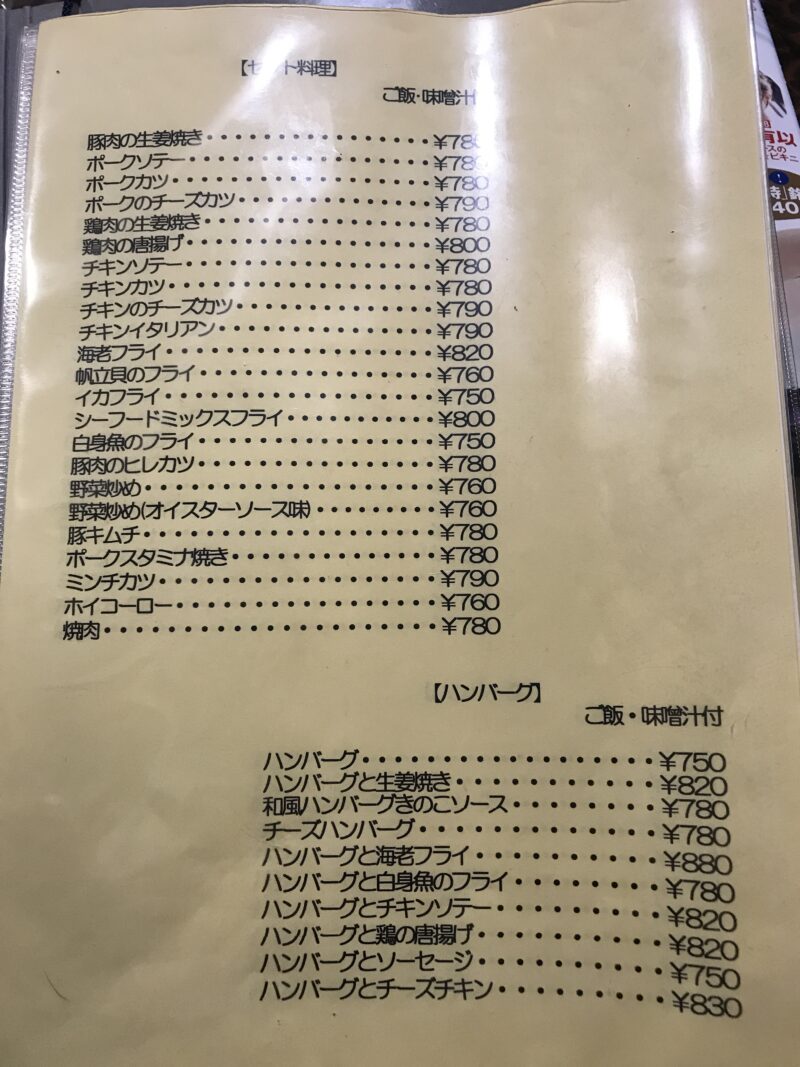 【セット料理】
ご飯・味噌汁付
豚肉の生姜焼き・・・・・・・・・・・・・・・・・¥780
ポークソテー・・・・・・・・・・・・・・・・・・¥780
ポークカツ・・・・・・・・・・・・・・・・・・・¥780
ポークのチーズカツ・・・・・・・・・・・・・・¥790
鶏肉の生姜焼き・・・・・・・・・・・・・・・・・¥780
鶏肉の唐揚げ・・・・・・・・・・・・・・・・・・¥800
チキンソテー・・・・・・・・・・・・・・・・・・¥780
チキンカツ・・・・・・・・・・・・・・・・・・・¥780
チキンのチーズカツ・・・・・・・・・・・・・・¥790
チキンイタリアン・・・・・・・・・・・・・・・¥790
海老フライ・・・・・・・・・・・・・・・・・・・¥820
帆立貝のフライ・・・・・・・・・・・・・・・・・¥760
イカフライ・・・・・・・・・・・・・・・・・・・¥750
シーフードミックスフライ・・・・・・・・・・・¥800
白身魚のフライ・・・・・・・・・・・・・・・・・¥750
豚肉のヒレカツ・・・・・・・・・・・・・・・・・¥780
野菜炒め・・・・・・・・・・・・・・・・・・・・¥760
野菜炒め(オイスターソース味)・・・・・・・・・¥760
豚キムチ・・・・・・・・・・・・・・・・・・・・¥780
ポークスタミナ焼き・・・・・・・・・・・・・・¥780
ミンチカツ・・・・・・・・・・・・・・・・・・・¥790
ホイコーロー・・・・・・・・・・・・・・・・・・¥760
焼肉・・・・・・・・・・・・・・・・・・・・・・¥780
【ハンバーグ】
ご飯・味噌汁付
ハンバーグ・・・・・・・・・・・・・・・・・・¥750
ハンバーグと生姜焼き・・・・・・・・・・・・¥820
和風ハンバーグきのこソース・・・・・・・・・¥780
チーズハンバーグ・・・・・・・・・・・・・・¥780
ハンバーグと海老フライ・・・・・・・・・・・¥880
ハンバーグと白身魚のフライ・・・・・・・・・¥780
ハンバーグとチキンソテー・・・・・・・・・・¥820
ハンバーグと鶏の唐揚げ・・・・・・・・・・・¥820
ハンバーグとソーセージ・・・・・・・・・・・¥750
ハンバーグとチーズチキン・・・・・・・・・・¥830